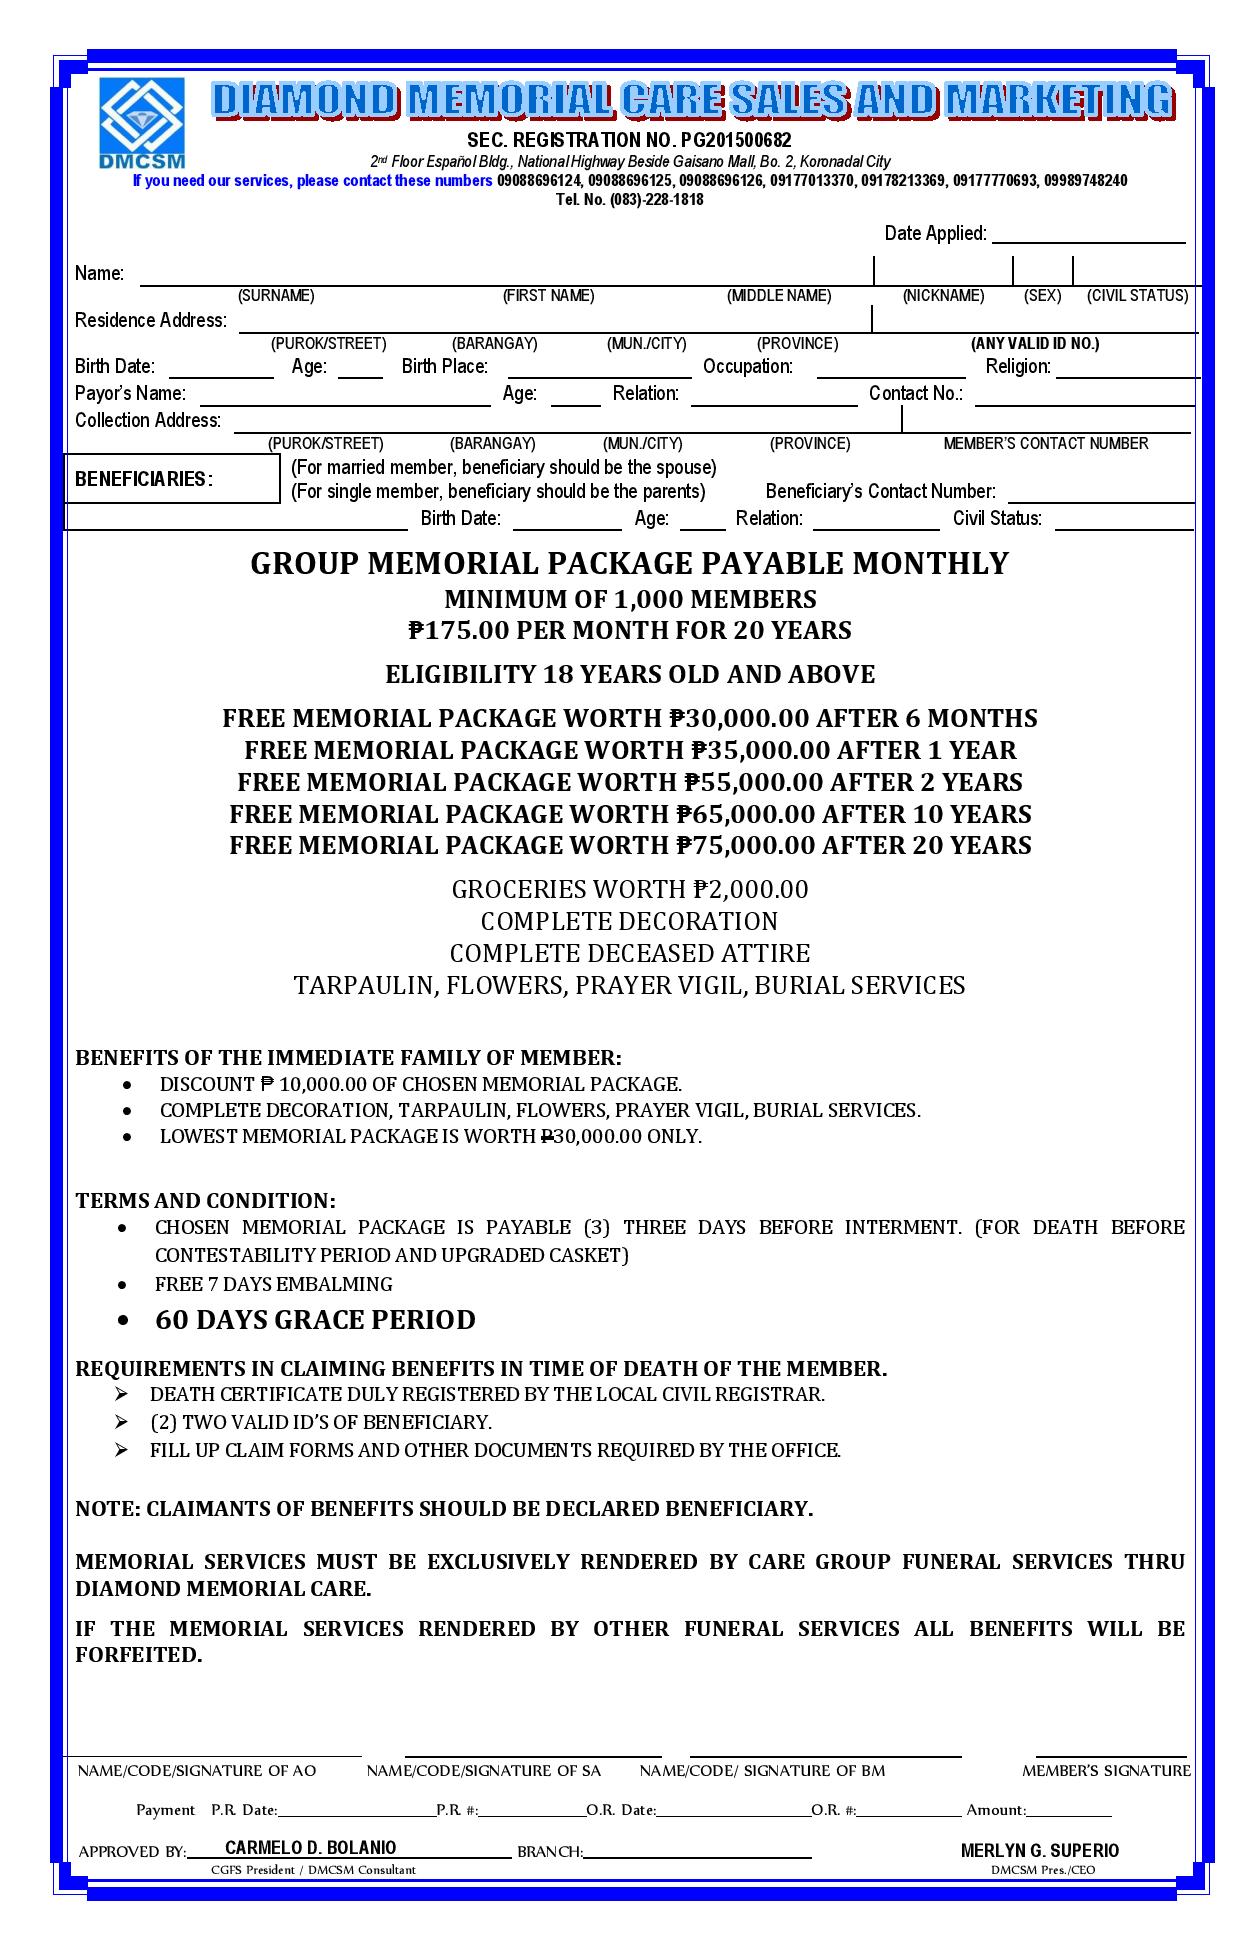 DIAMOND MEMORIAL CARE SALES AND MARKETING
DMCSM
SEC. REGISTRATION NO. PG201500682
2nd Floor Español Bldg., National Highway Beside Gaisano Mall, Bo. 2, Koronadal City
If you need our services, please contact these numbers 09088696124, 09088696125, 09088696126, 09177013370, 09178213369, 09177770693, 09989748240
Tel. No. (083)-228-1818
Date Applied:
Name:
(SURNAME) (FIRST NAME) (MIDDLE NAME) (NICKNAME) (SEX) (CIVIL STATUS)
Residence Address:
(PUROK/STREET) (BARANGAY) (MUN./CITY) (PROVINCE) (ANY VALID ID NO.)
Birth Date: Age: Birth Place: Occupation: Religion:
Payor's Name: Age: Relation: Contact No.:
Collection Address:
(PUROK/STREET) (BARANGAY) (MUN./CITY) (PROVINCE) MEMBER'S CONTACT NUMBER
BENEFICIARIES: (For married member, beneficiary should be the spouse)
(For single member, beneficiary should be the parents) Beneficiary's Contact Number:
Birth Date: Age: Relation: Civil Status:
GROUP MEMORIAL PACKAGE PAYABLE MONTHLY
MINIMUM OF 1,000 MEMBERS
₱175.00 PER MONTH FOR 20 YEARS
ELIGIBILITY 18 YEARS OLD AND ABOVE
FREE MEMORIAL PACKAGE WORTH ₱30,000.00 AFTER 6 MONTHS
FREE MEMORIAL PACKAGE WORTH ₱35,000.00 AFTER 1 YEAR
FREE MEMORIAL PACKAGE WORTH ₱55,000.00 AFTER 2 YEARS
FREE MEMORIAL PACKAGE WORTH ₱65,000.00 AFTER 10 YEARS
FREE MEMORIAL PACKAGE WORTH ₱75,000.00 AFTER 20 YEARS
GROCERIES WORTH ₱2,000.00
COMPLETE DECORATION
COMPLETE DECEASED ATTIRE
TARPAULIN, FLOWERS, PRAYER VIGIL, BURIAL SERVICES
BENEFITS OF THE IMMEDIATE FAMILY OF MEMBER:
• DISCOUNT ₱ 10,000.00 OF CHOSEN MEMORIAL PACKAGE.
• COMPLETE DECORATION, TARPAULIN, FLOWERS, PRAYER VIGIL, BURIAL SERVICES.
• LOWEST MEMORIAL PACKAGE IS WORTH ₱30,000.00 ONLY.
TERMS AND CONDITION:
• CHOSEN MEMORIAL PACKAGE IS PAYABLE (3) THREE DAYS BEFORE INTERMENT. (FOR DEATH BEFORE
CONTESTABILITY PERIOD AND UPGRADED CASKET)
• FREE 7 DAYS EMBALMING
• 60 DAYS GRACE PERIOD
REQUIREMENTS IN CLAIMING BENEFITS IN TIME OF DEATH OF THE MEMBER.
➢ DEATH CERTIFICATE DULY REGISTERED BY THE LOCAL CIVIL REGISTRAR.
➢ (2) TWO VALID ID'S OF BENEFICIARY.
➢ FILL UP CLAIM FORMS AND OTHER DOCUMENTS REQUIRED BY THE OFFICE.
NOTE: CLAIMANTS OF BENEFITS SHOULD BE DECLARED BENEFICIARY.
MEMORIAL SERVICES MUST BE EXCLUSIVELY RENDERED BY CARE GROUP FUNERAL SERVICES THRU
DIAMOND MEMORIAL CARE.
IF THE MEMORIAL SERVICES RENDERED BY OTHER FUNERAL SERVICES ALL BENEFITS WILL BE
FORFEITED.
NAME/CODE/SIGNATURE OF AO NAME/CODE/SIGNATURE OF SA NAME/CODE/ SIGNATURE OF BM MEMBER'S SIGNATURE
Payment P.R. Date: P.R. #: O.R. Date: O.R. #: Amount:
APPROVED BY: CARMELO D. BOLANIO BRANCH: MERLYN G. SUPERIO
CGFS President / DMCSM Consultant DMCSM Pres./CEO